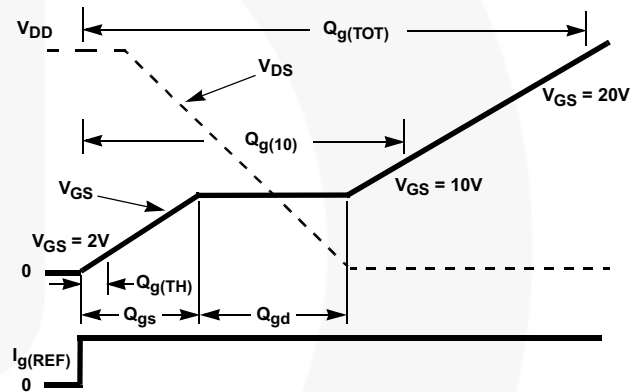 V_DD
Q_g(TOT)
V_DS
V_GS = 20V
Q_g(10)
V_GS
V_GS = 10V
V_GS = 2V
0
Q_g(TH)
Q_gs
Q_gd
I_g(REF)
0